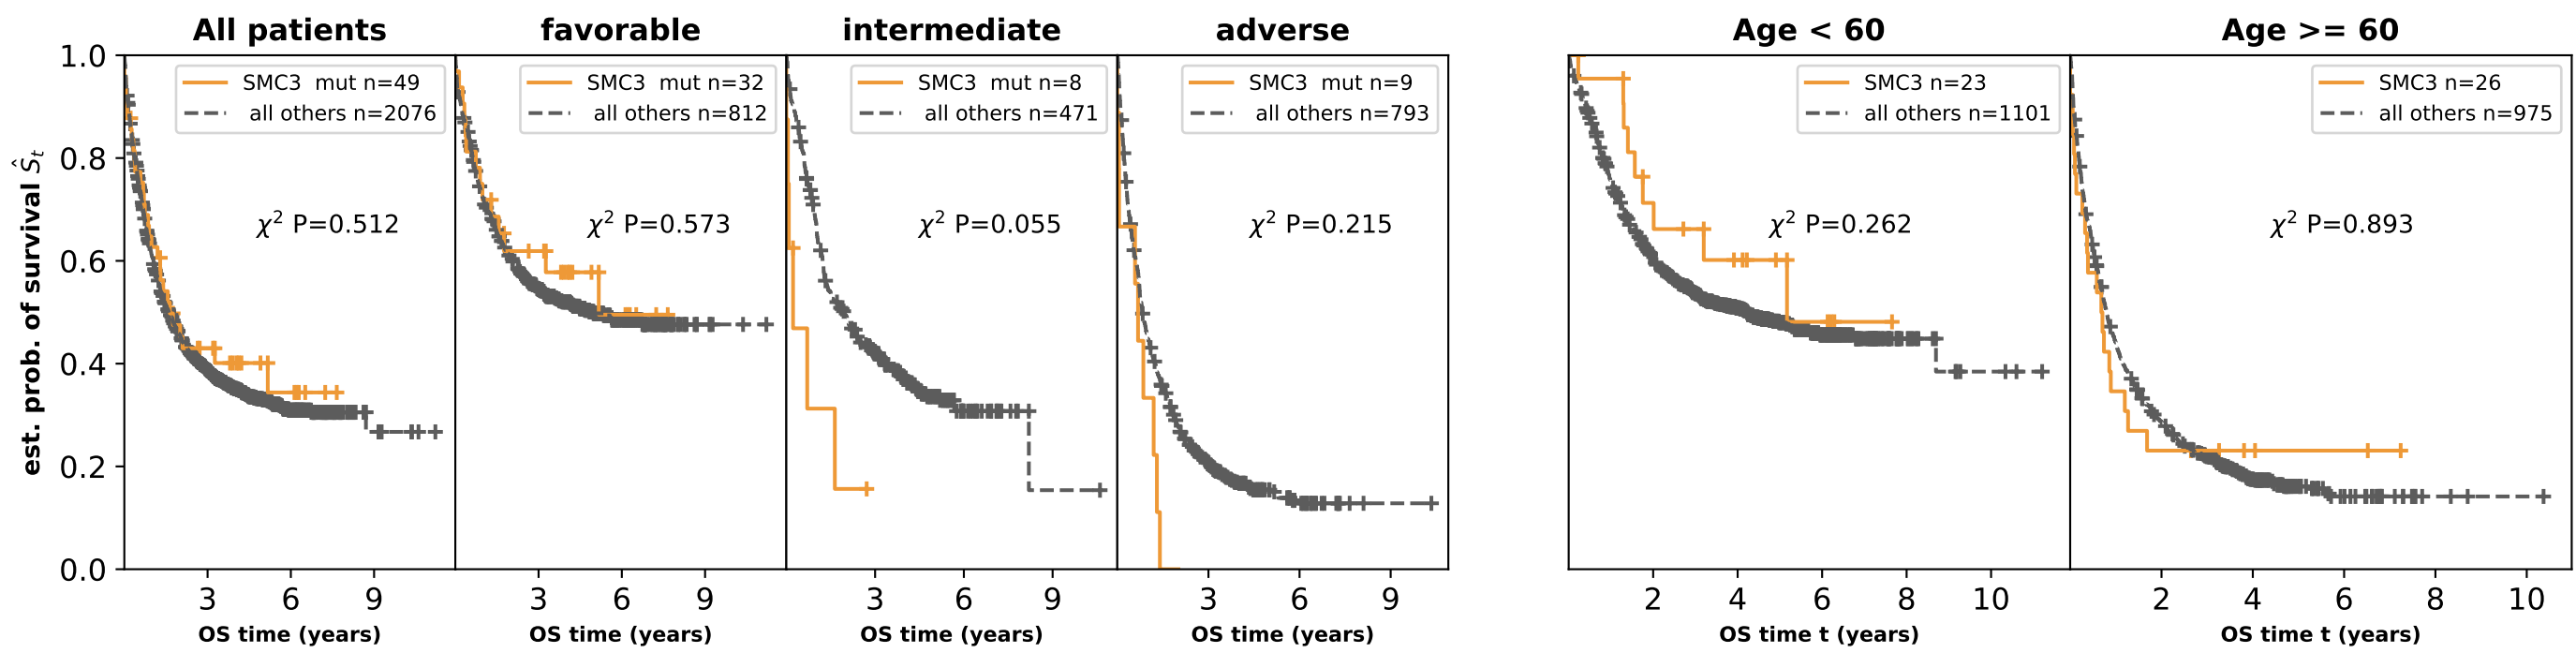 All patients
favorable
intermediate
adverse
Age < 60
Age >= 60
est. prob. of survival Ŝt
1.0
0.8
0.6
0.4
0.2
0.0
SMC3 mut n=49
all others n=2076
χ² P=0.512
3 6 9
OS time (years)
SMC3 mut n=32
all others n=812
χ² P=0.573
3 6 9
OS time (years)
SMC3 mut n=8
all others n=471
χ² P=0.055
3 6 9
OS time (years)
SMC3 mut n=9
all others n=793
χ² P=0.215
3 6 9
OS time (years)
SMC3 n=23
all others n=1101
χ² P=0.262
2 4 6 8 10
OS time t (years)
SMC3 n=26
all others n=975
χ² P=0.893
2 4 6 8 10
OS time t (years)